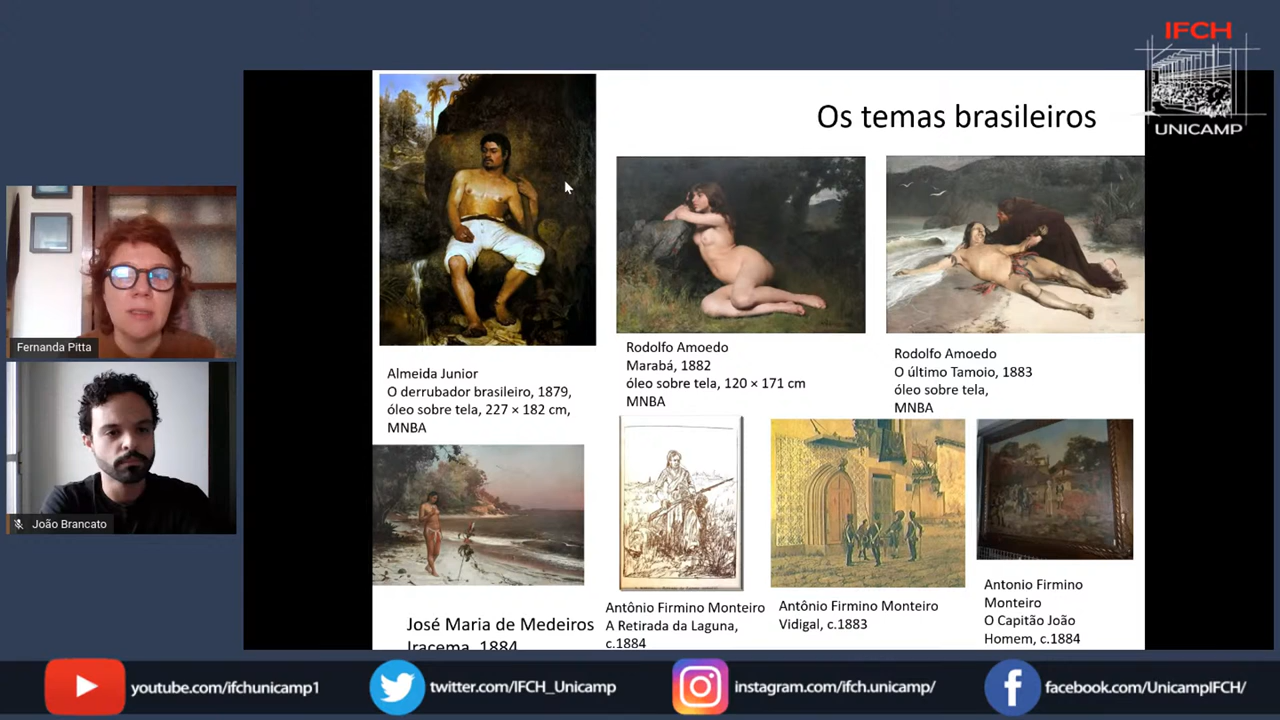 IFCH
UNICAMP
Os temas brasileiros
Fernanda Pitta
João Brancato
Almeida Junior
O derrubador brasileiro, 1879,
óleo sobre tela, 227 × 182 cm,
MNBA
Rodolfo Amoedo
Marabá, 1882
óleo sobre tela, 120 × 171 cm
MNBA
Rodolfo Amoedo
O último Tamoio, 1883
óleo sobre tela,
MNBA
José Maria de Medeiros
Iracema, 1884
Antônio Firmino Monteiro
A Retirada da Laguna,
c.1884
Antônio Firmino Monteiro
Vidigal, c.1883
Antonio Firmino
Monteiro
O Capitão João
Homem, c.1884
youtube.com/ifchunicamp1
twitter.com/IFCH_Unicamp
instagram.com/ifch.unicamp/
facebook.com/UnicampIFCH/